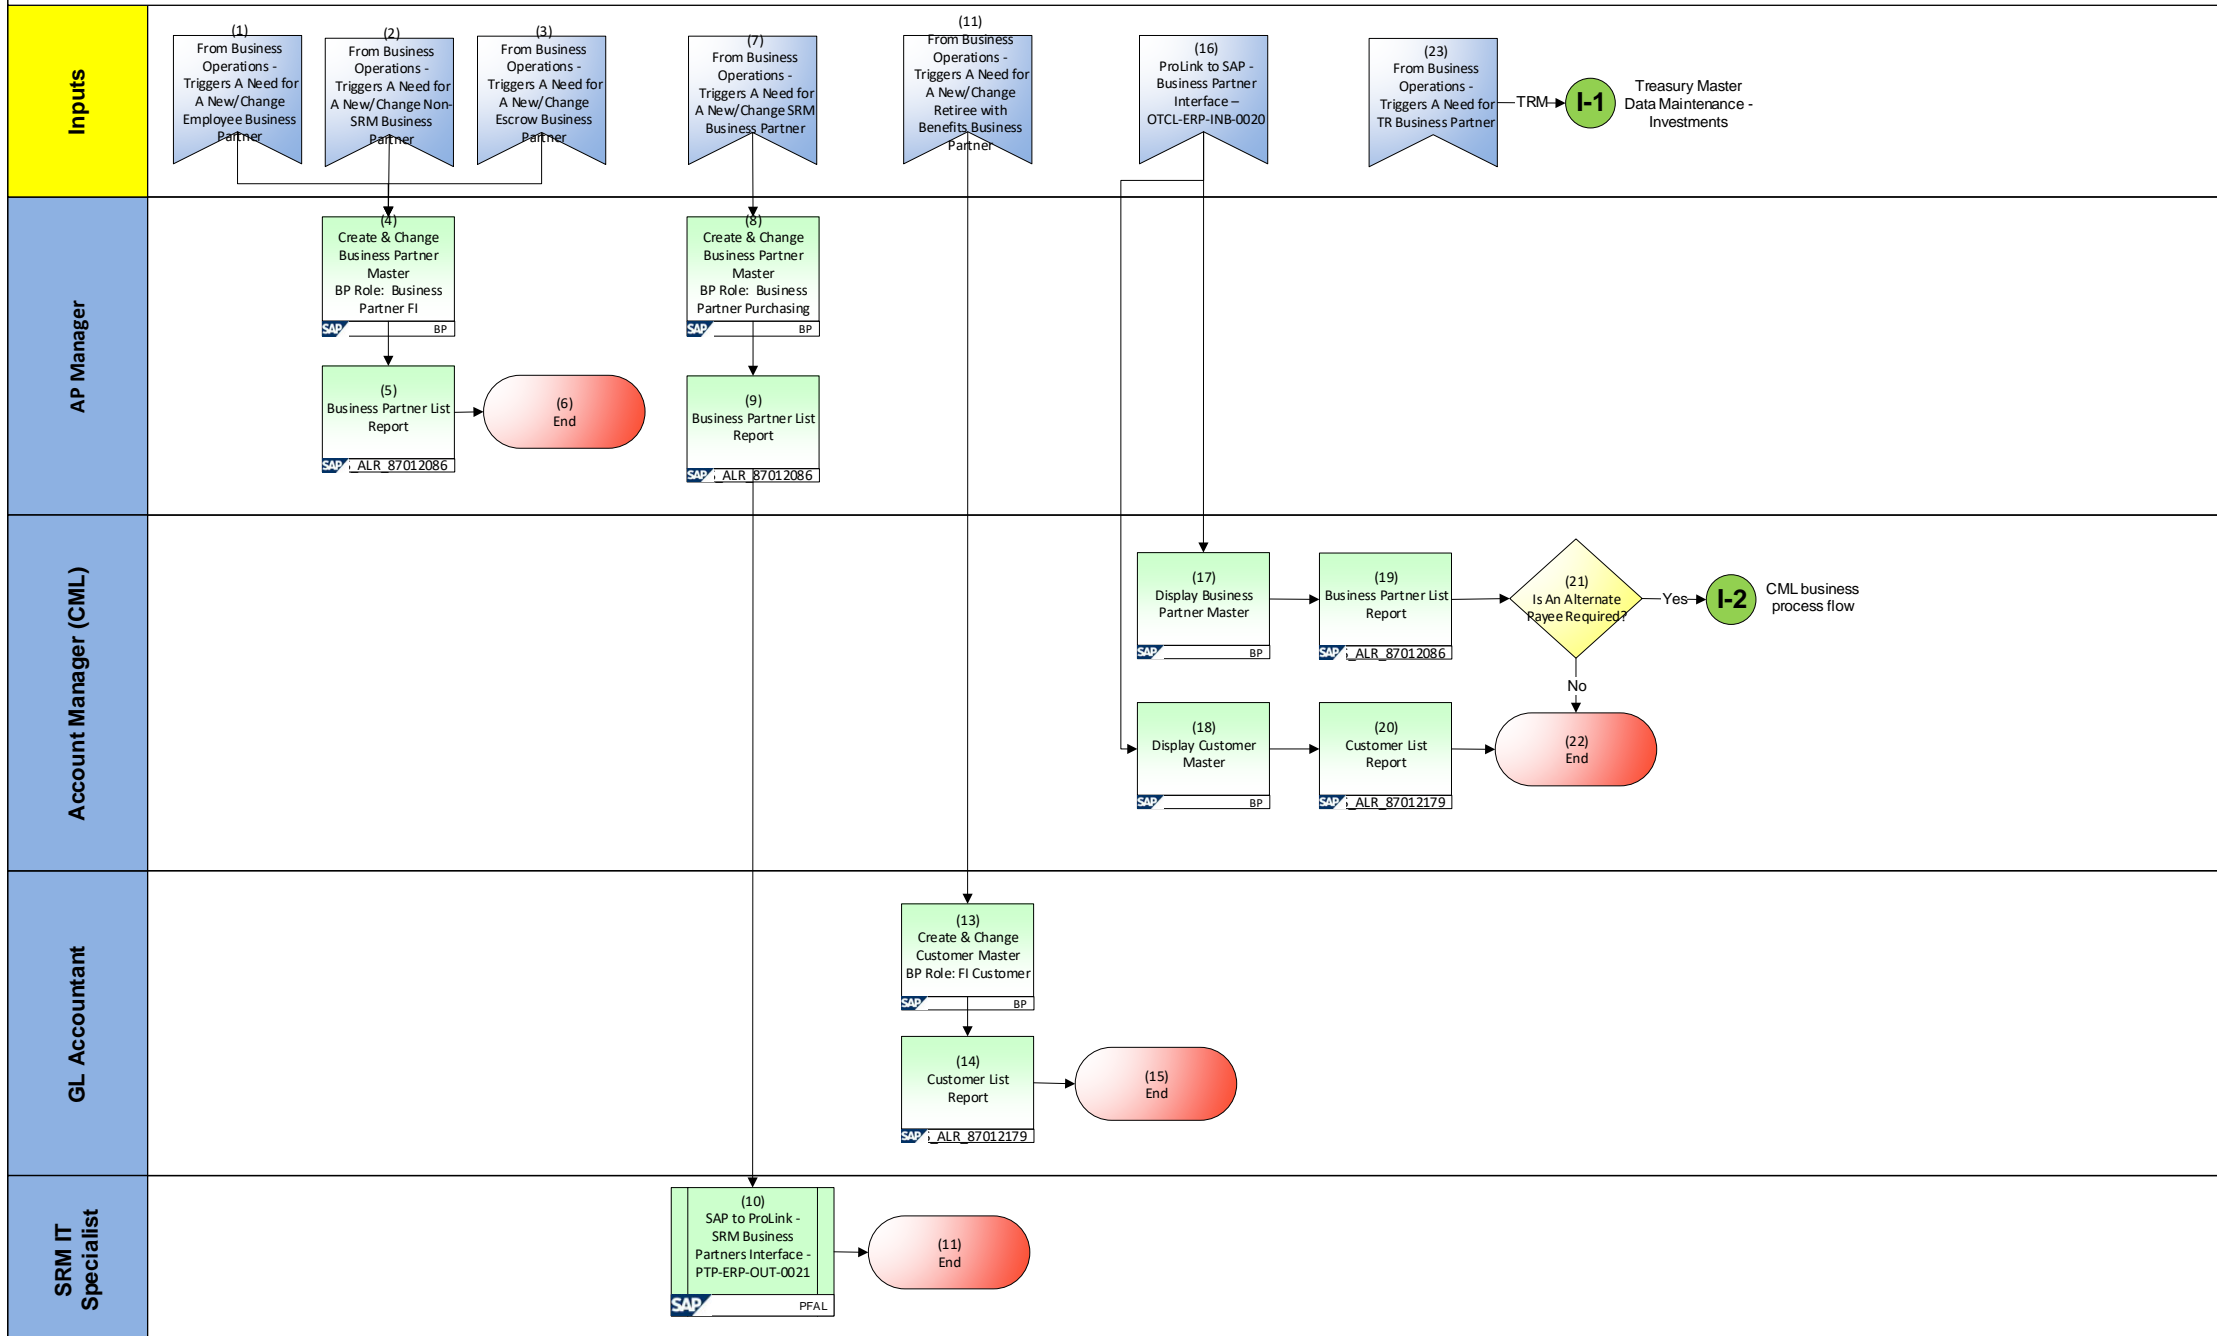 Inputs
(1)
From Business
Operations -
Triggers A Need for
A New/Change
Employee Business
Partner
(2)
From Business
Operations -
Triggers A Need for
A New/Change Non-
SRM Business
Partner
(3)
From Business
Operations -
Triggers A Need for
A New/Change
Escrow Business
Partner
(7)
From Business
Operations -
Triggers A Need for
A New/Change SRM
Business Partner
(11)
From Business
Operations -
Triggers A Need for
A New/Change
Retiree with
Benefits Business
Partner
(16)
ProLink to SAP -
Business Partner
Interface –
OTCL-ERP-INB-0020
(23)
From Business
Operations -
Triggers A Need for
TR Business Partner
TRM
I-1
Treasury Master
Data Maintenance -
Investments
AP Manager
(4)
Create & Change
Business Partner
Master
BP Role: Business
Partner FI
SAP
BP
(8)
Create & Change
Business Partner
Master
BP Role: Business
Partner Purchasing
SAP
BP
(5)
Business Partner List
Report
SAP
_ALR_87012086
(6)
End
(9)
Business Partner List
Report
SAP
_ALR_87012086
Account Manager (CML)
(17)
Display Business
Partner Master
SAP
BP
(19)
Business Partner List
Report
SAP
_ALR_87012086
(21)
Is An Alternate
Payee Required?
Yes
I-2
CML business
process flow
No
(18)
Display Customer
Master
SAP
BP
(20)
Customer List
Report
SAP
_ALR_87012179
(22)
End
GL Accountant
(13)
Create & Change
Customer Master
BP Role: FI Customer
SAP
BP
(14)
Customer List
Report
SAP
_ALR_87012179
(15)
End
SRM IT
Specialist
(10)
SAP to ProLink -
SRM Business
Partners Interface -
PTP-ERP-OUT-0021
SAP
PFAL
(11)
End